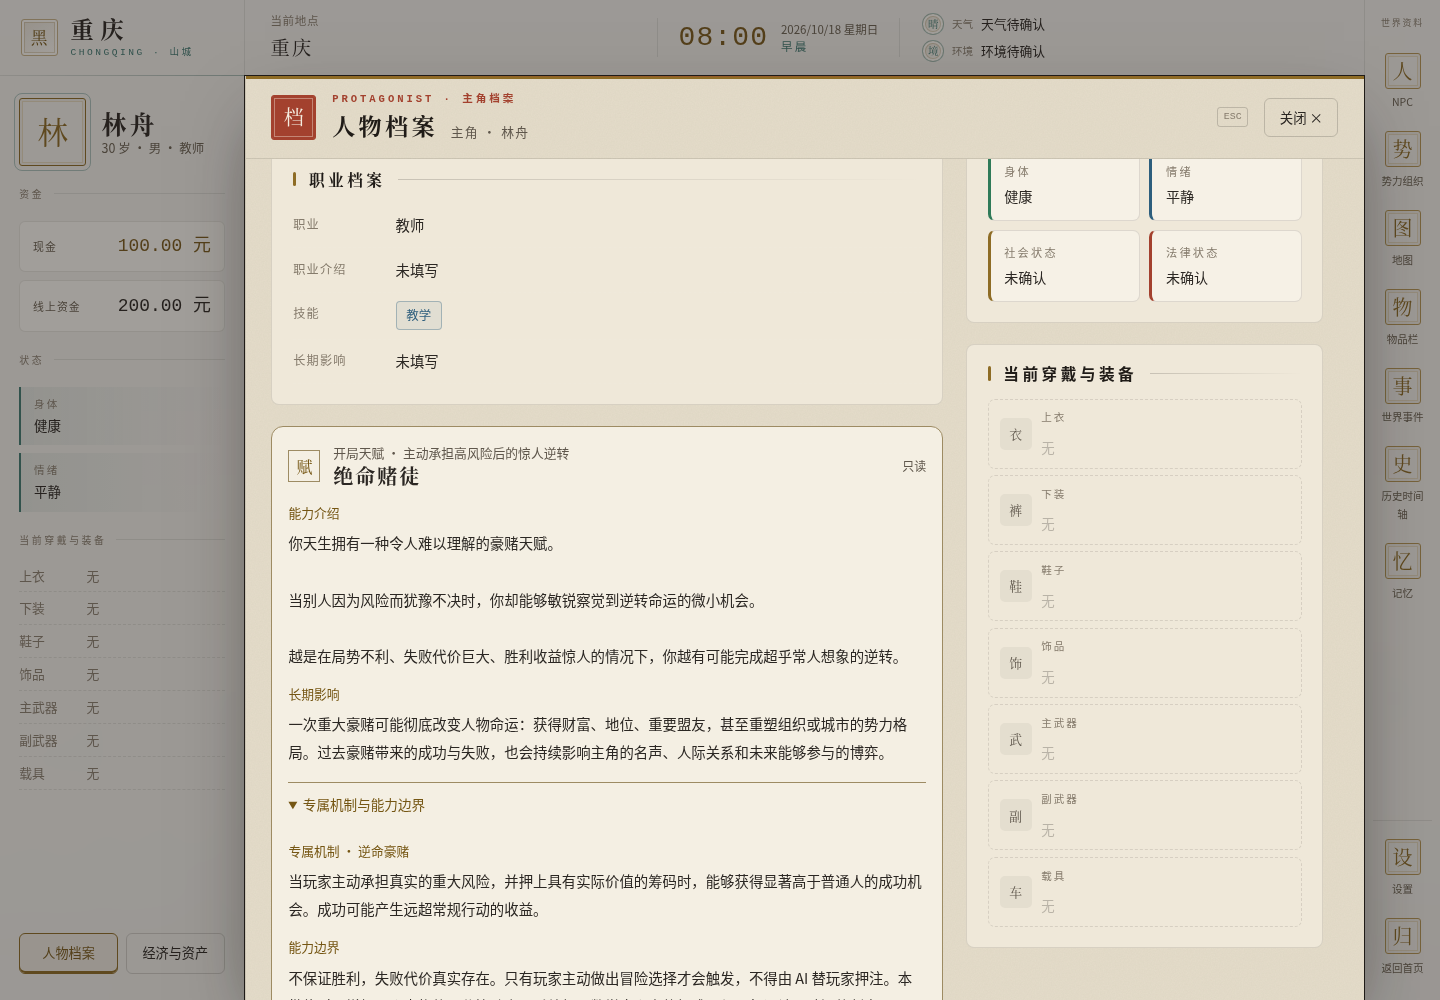 黑
重庆
CHONGQING · 山城
当前地点
重庆
08:00
2026/10/18 星期日
早晨
晴 天气 天气待确认
境 环境 环境待确认
世界资料
林
林舟
30 岁 · 男 · 教师
资金
现金 100.00 元
线上资金 200.00 元
状态
身体
健康
情绪
平静
当前穿戴与装备
上衣 无
下装 无
鞋子 无
饰品 无
主武器 无
副武器 无
载具 无
人物档案 经济与资产
档
PROTAGONIST · 主角档案
人物档案 主角 · 林舟
ESC 关闭 ×
职业档案
职业 教师
职业介绍 未填写
技能 教学
长期影响 未填写
赋
开局天赋 · 主动承担高风险后的惊人逆转
绝命赌徒
只读
能力介绍
你天生拥有一种令人难以理解的豪赌天赋。
当别人因为风险而犹豫不决时，你却能够敏锐察觉到逆转命运的微小机会。
越是在局势不利、失败代价巨大、胜利收益惊人的情况下，你越有可能完成超乎常人想象的逆转。
长期影响
一次重大豪赌可能彻底改变人物命运：获得财富、地位、重要盟友，甚至重塑组织或城市的势力格
局。过去豪赌带来的成功与失败，也会持续影响主角的名声、人际关系和未来能够参与的博弈。
▼ 专属机制与能力边界
专属机制 · 逆命豪赌
当玩家主动承担真实的重大风险，并押上具有实际价值的筹码时，能够获得显著高于普通人的成功机
会。成功可能产生远超常规行动的收益。
能力边界
不保证胜利，失败代价真实存在。只有玩家主动做出冒险选择才会触发，不得由 AI 替玩家押注。本
身体
健康
情绪
平静
社会状态
未确认
法律状态
未确认
当前穿戴与装备
衣 上衣
无
裤 下装
无
鞋 鞋子
无
饰 饰品
无
武 主武器
无
副 副武器
无
车 载具
无
人
NPC
势
势力组织
图
地图
物
物品栏
事
世界事件
史
历史时间
轴
忆
记忆
设
设置
归
返回首页